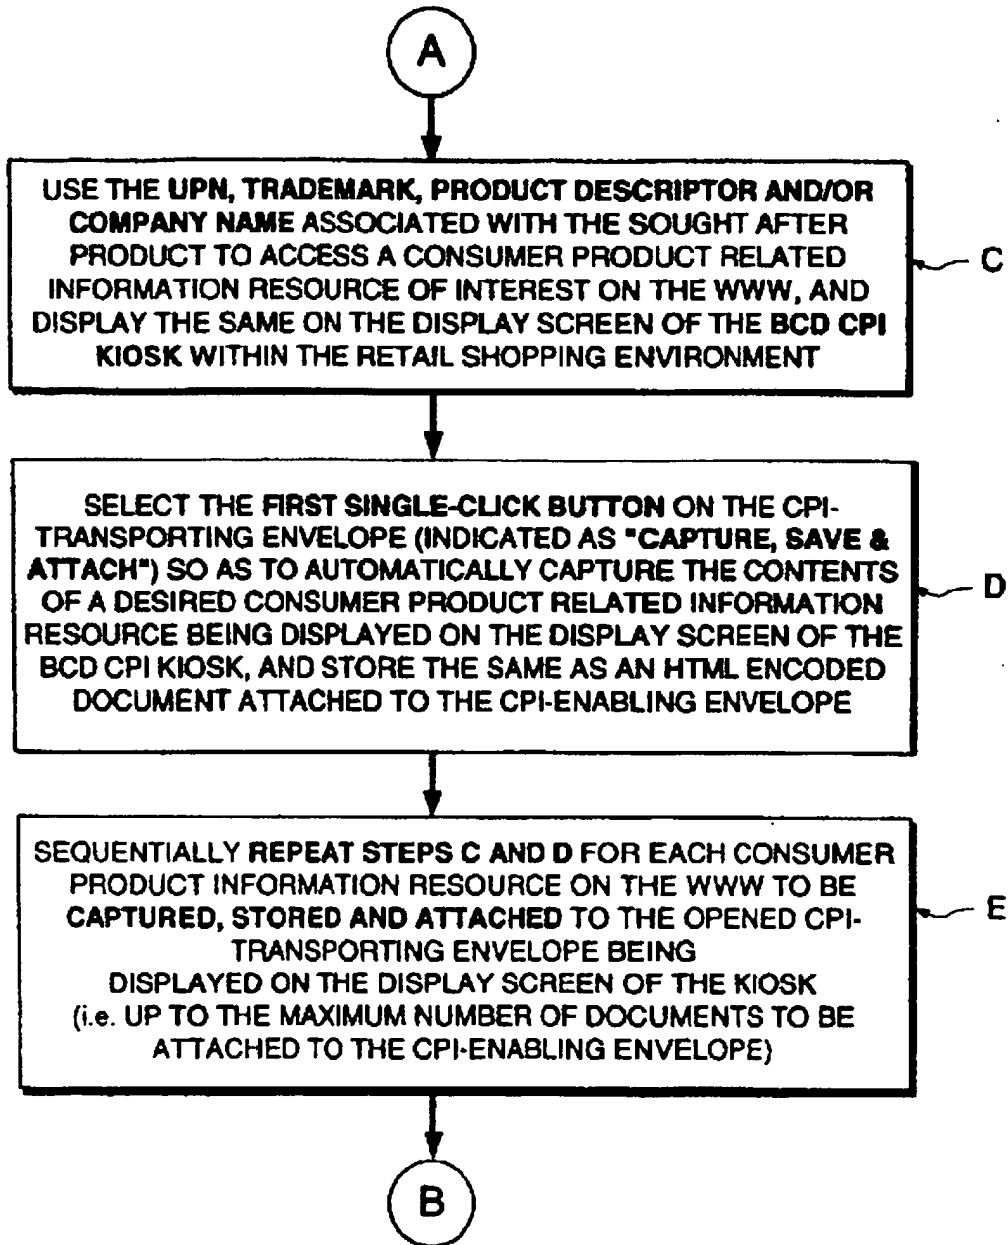 A
USE THE UPN, TRADEMARK, PRODUCT DESCRIPTOR AND/OR
COMPANY NAME ASSOCIATED WITH THE SOUGHT AFTER
PRODUCT TO ACCESS A CONSUMER PRODUCT RELATED
INFORMATION RESOURCE OF INTEREST ON THE WWW, AND
DISPLAY THE SAME ON THE DISPLAY SCREEN OF THE BCD CPI
KIOSK WITHIN THE RETAIL SHOPPING ENVIRONMENT
C
SELECT THE FIRST SINGLE-CLICK BUTTON ON THE CPI-
TRANSPORTING ENVELOPE (INDICATED AS "CAPTURE, SAVE &
ATTACH") SO AS TO AUTOMATICALLY CAPTURE THE CONTENTS
OF A DESIRED CONSUMER PRODUCT RELATED INFORMATION
RESOURCE BEING DISPLAYED ON THE DISPLAY SCREEN OF THE
BCD CPI KIOSK, AND STORE THE SAME AS AN HTML ENCODED
DOCUMENT ATTACHED TO THE CPI-ENABLING ENVELOPE
D
SEQUENTIALLY REPEAT STEPS C AND D FOR EACH CONSUMER
PRODUCT INFORMATION RESOURCE ON THE WWW TO BE
CAPTURED, STORED AND ATTACHED TO THE OPENED CPI-
TRANSPORTING ENVELOPE BEING
DISPLAYED ON THE DISPLAY SCREEN OF THE KIOSK
(i.e. UP TO THE MAXIMUM NUMBER OF DOCUMENTS TO BE
ATTACHED TO THE CPI-ENABLING ENVELOPE)
E
B